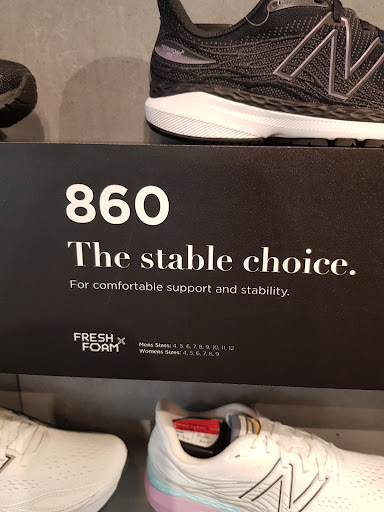 860
The stable choice.
For comfortable support and stability.
FRESH X
FOAM
Mens Sizes: 4, 5, 6, 7, 8, 9, 10, 11, 12
Womens Sizes: 4, 5, 6, 7, 8, 9